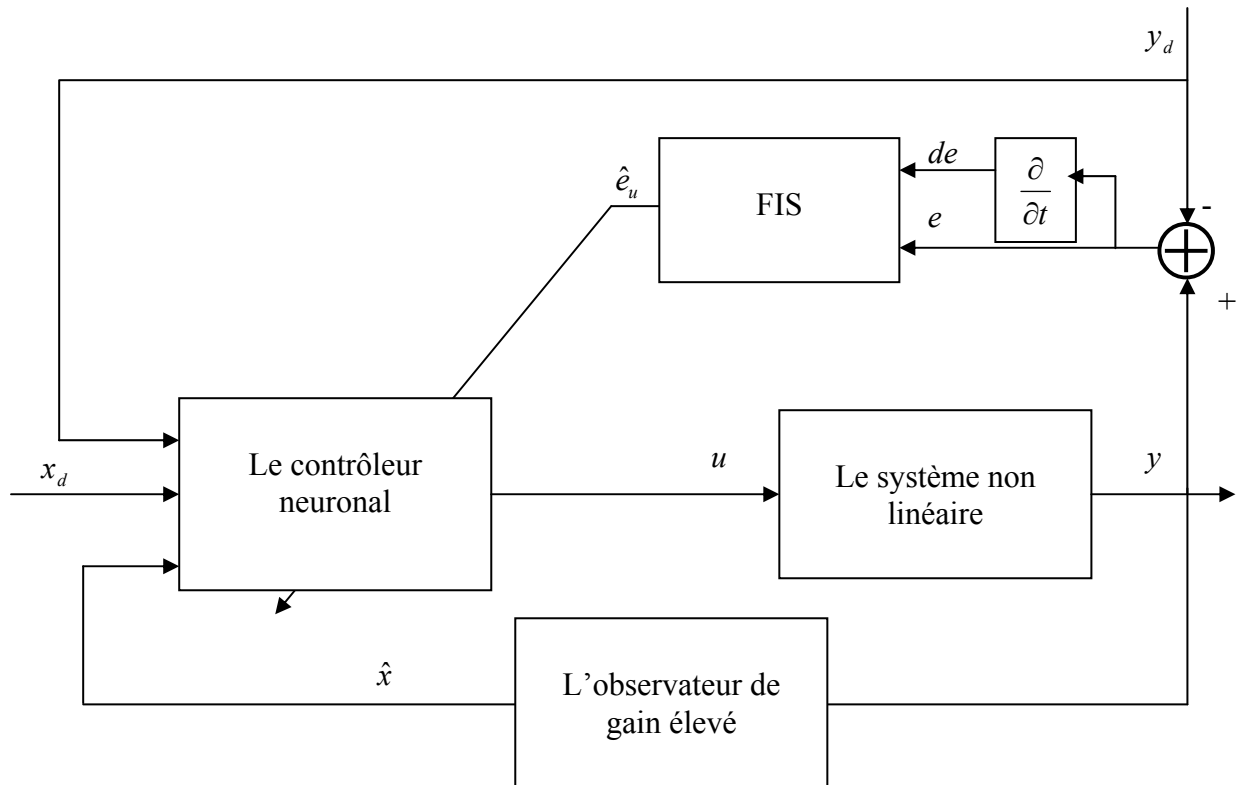 y_d
de
∂
∂t
ê_u
FIS
e
-
+
Le contrôleur
neuronal
x_d
u
Le système non
linéaire
y
x̂
L’observateur de
gain élevé